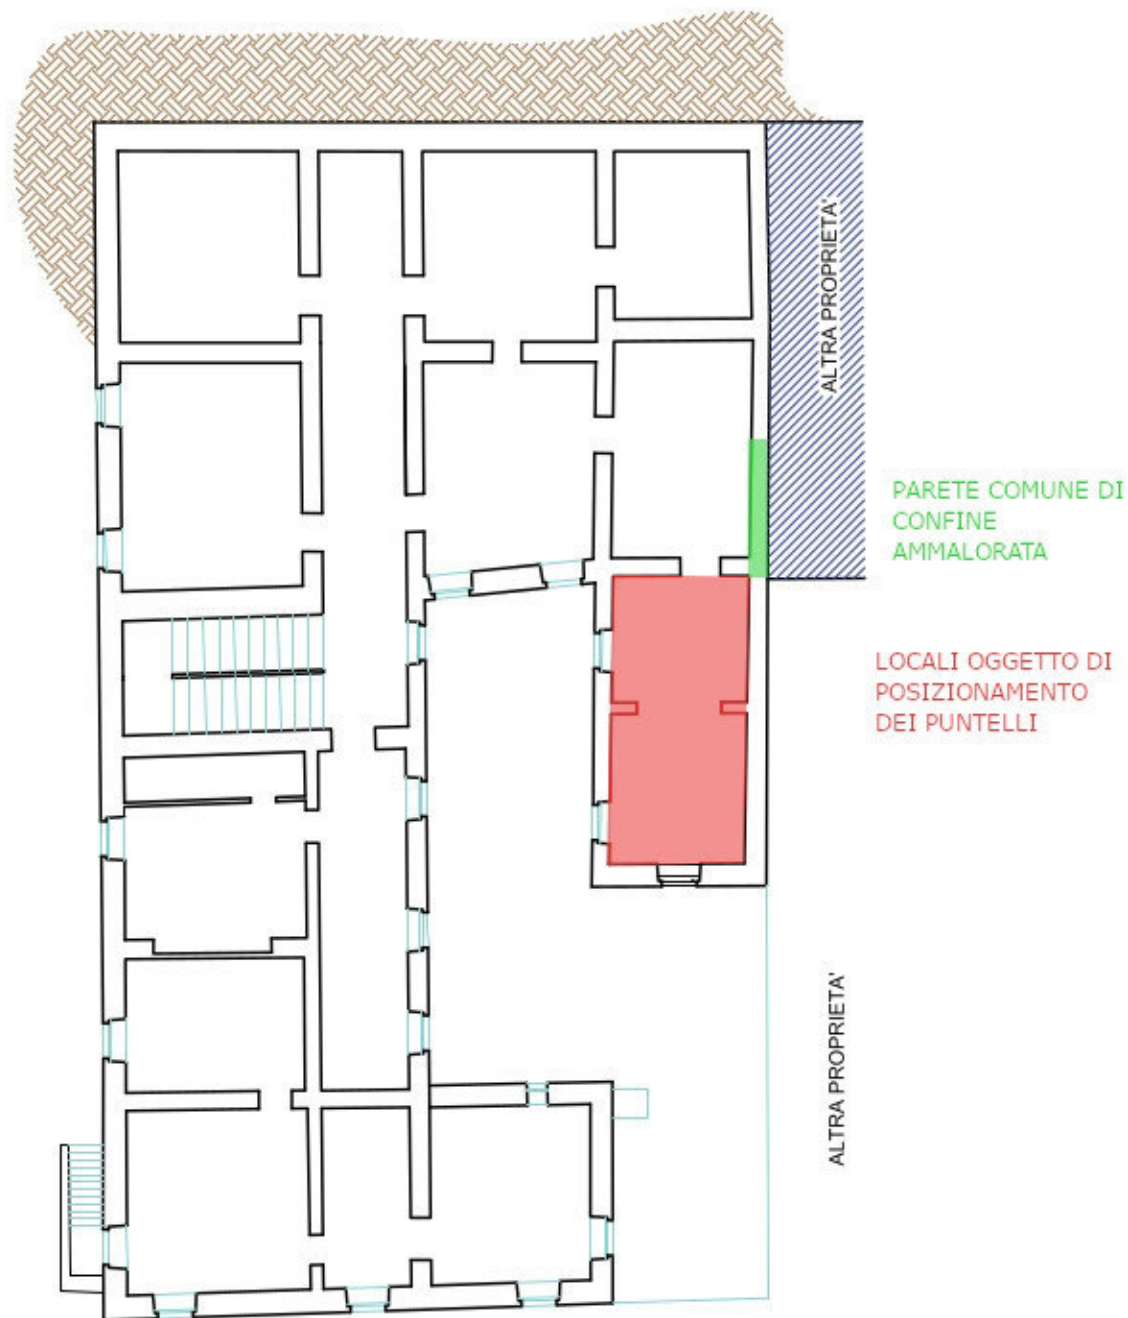 ALTRA PROPRIETA'
PARETE COMUNE DI
CONFINE
AMMALORATA
LOCALI OGGETTO DI
POSIZIONAMENTO
DEI PUNTELLI
ALTRA PROPRIETA'